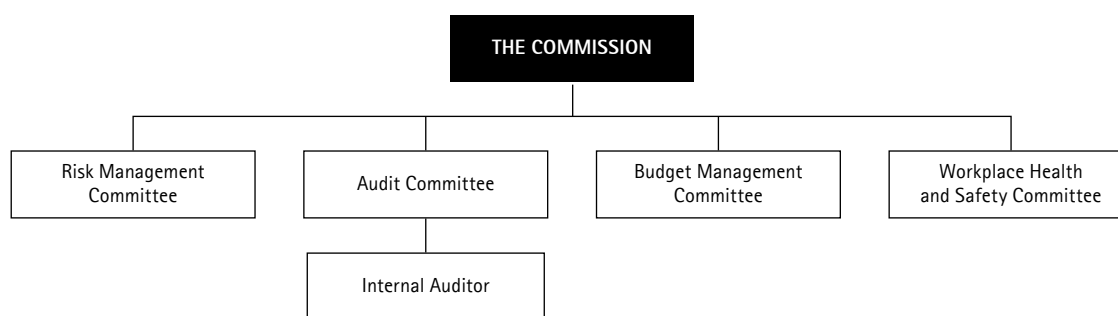 THE COMMISSION
Risk Management
Committee
Audit Committee
Budget Management
Committee
Workplace Health
and Safety Committee
Internal Auditor